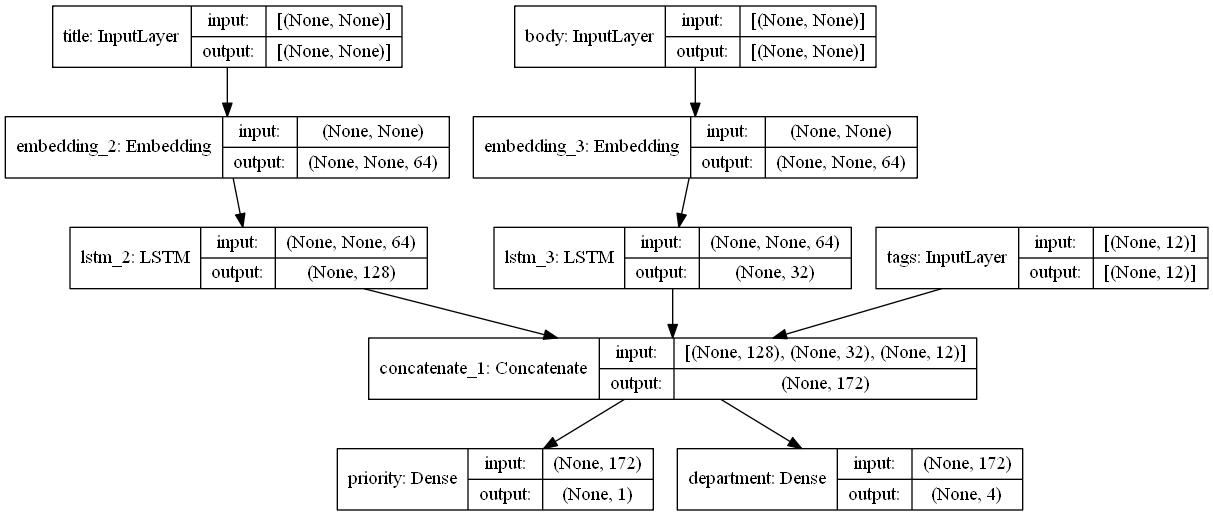 title: InputLayer
input:
[(None, None)]
output:
[(None, None)]
body: InputLayer
input:
[(None, None)]
output:
[(None, None)]
embedding_2: Embedding
input:
(None, None)
output:
(None, None, 64)
embedding_3: Embedding
input:
(None, None)
output:
(None, None, 64)
lstm_2: LSTM
input:
(None, None, 64)
output:
(None, 128)
lstm_3: LSTM
input:
(None, None, 64)
output:
(None, 32)
tags: InputLayer
input:
[(None, 12)]
output:
[(None, 12)]
concatenate_1: Concatenate
input:
[(None, 128), (None, 32), (None, 12)]
output:
(None, 172)
priority: Dense
input:
(None, 172)
output:
(None, 1)
department: Dense
input:
(None, 172)
output:
(None, 4)